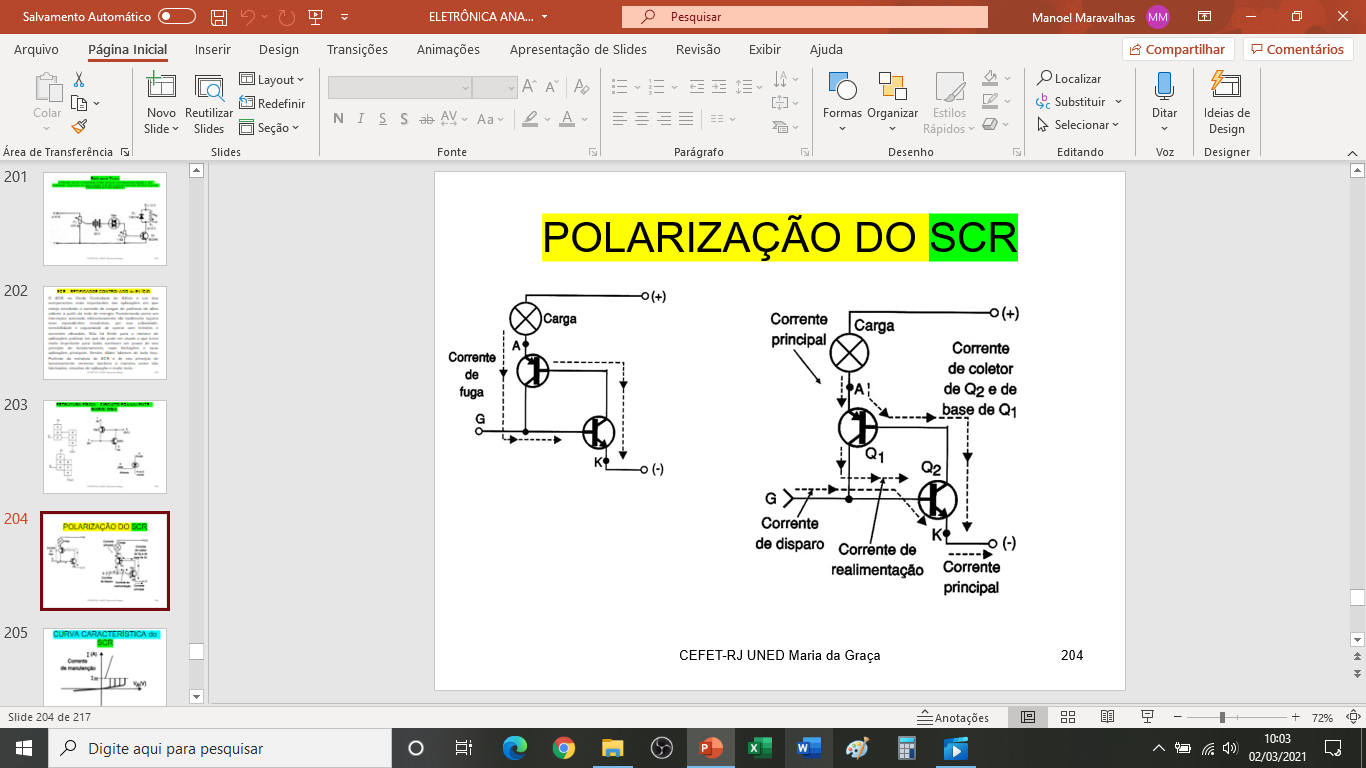 Salvamento Automático
ELETRÔNICA ANA...
Pesquisar
Manoel Maravalhas
MM
Arquivo
Página Inicial
Inserir
Design
Transições
Animações
Apresentação de Slides
Revisão
Exibir
Ajuda
Compartilhar
Comentários
Colar
Novo
Slide
Reutilizar
Slides
Layout
Redefinir
Seção
N I S S ab AV Aa A
Formas
Organizar
Estilos
Rápidos
Localizar
Substituir
Selecionar
Ditar
Ideias de
Design
Área de Transferência
Slides
Fonte
Parágrafo
Desenho
Editando
Voz
Designer
201
202
203
204
POLARIZAÇÃO DO SCR
205
CURVA CARACTERÍSTICA do
SCR
I (A)
Corrente
de manutenção
POLARIZAÇÃO DO SCR
(+)
Carga
A
Corrente
de
fuga
G
K
(-)
Corrente
principal
Carga
(+)
Corrente
de coletor
de Q2 e de
base de Q1
A
Q1
Q2
G
Corrente
de disparo
Corrente de
realimentação
K
(-)
Corrente
principal
CEFET-RJ UNED Maria da Graça
204
Slide 204 de 217
Anotações
72%
Digite aqui para pesquisar
10:03
02/03/2021